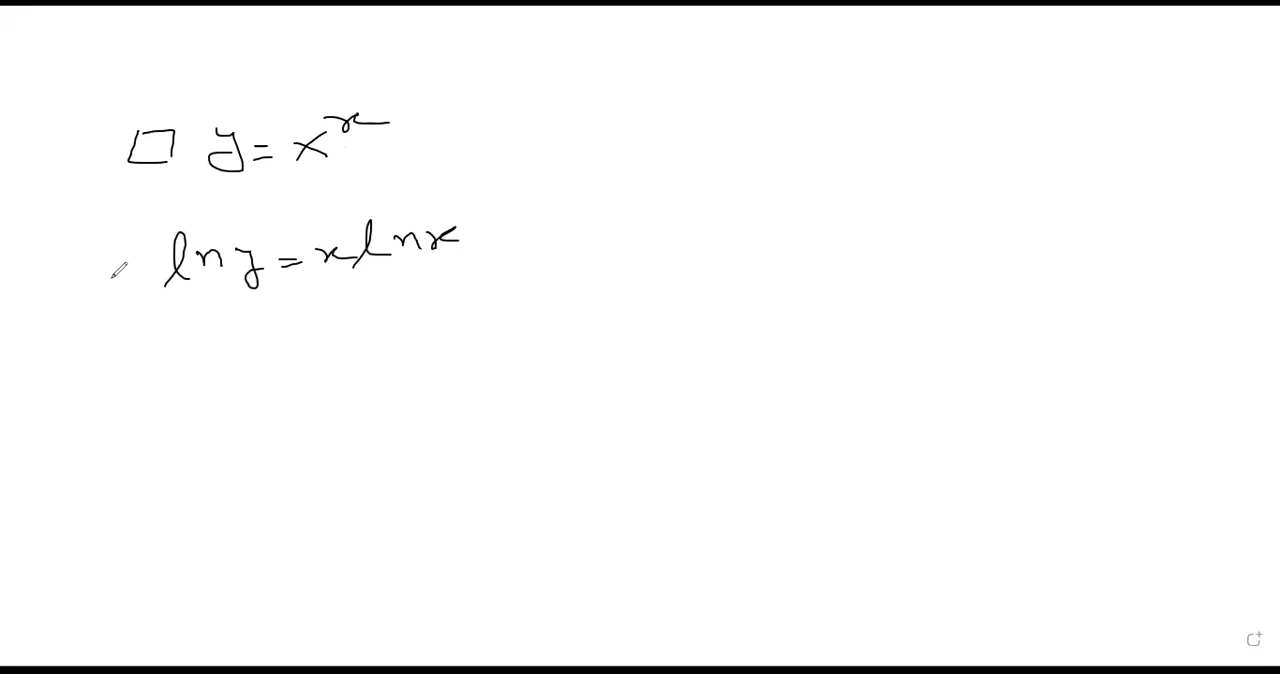 □ y = x^x
ln y = x ln x